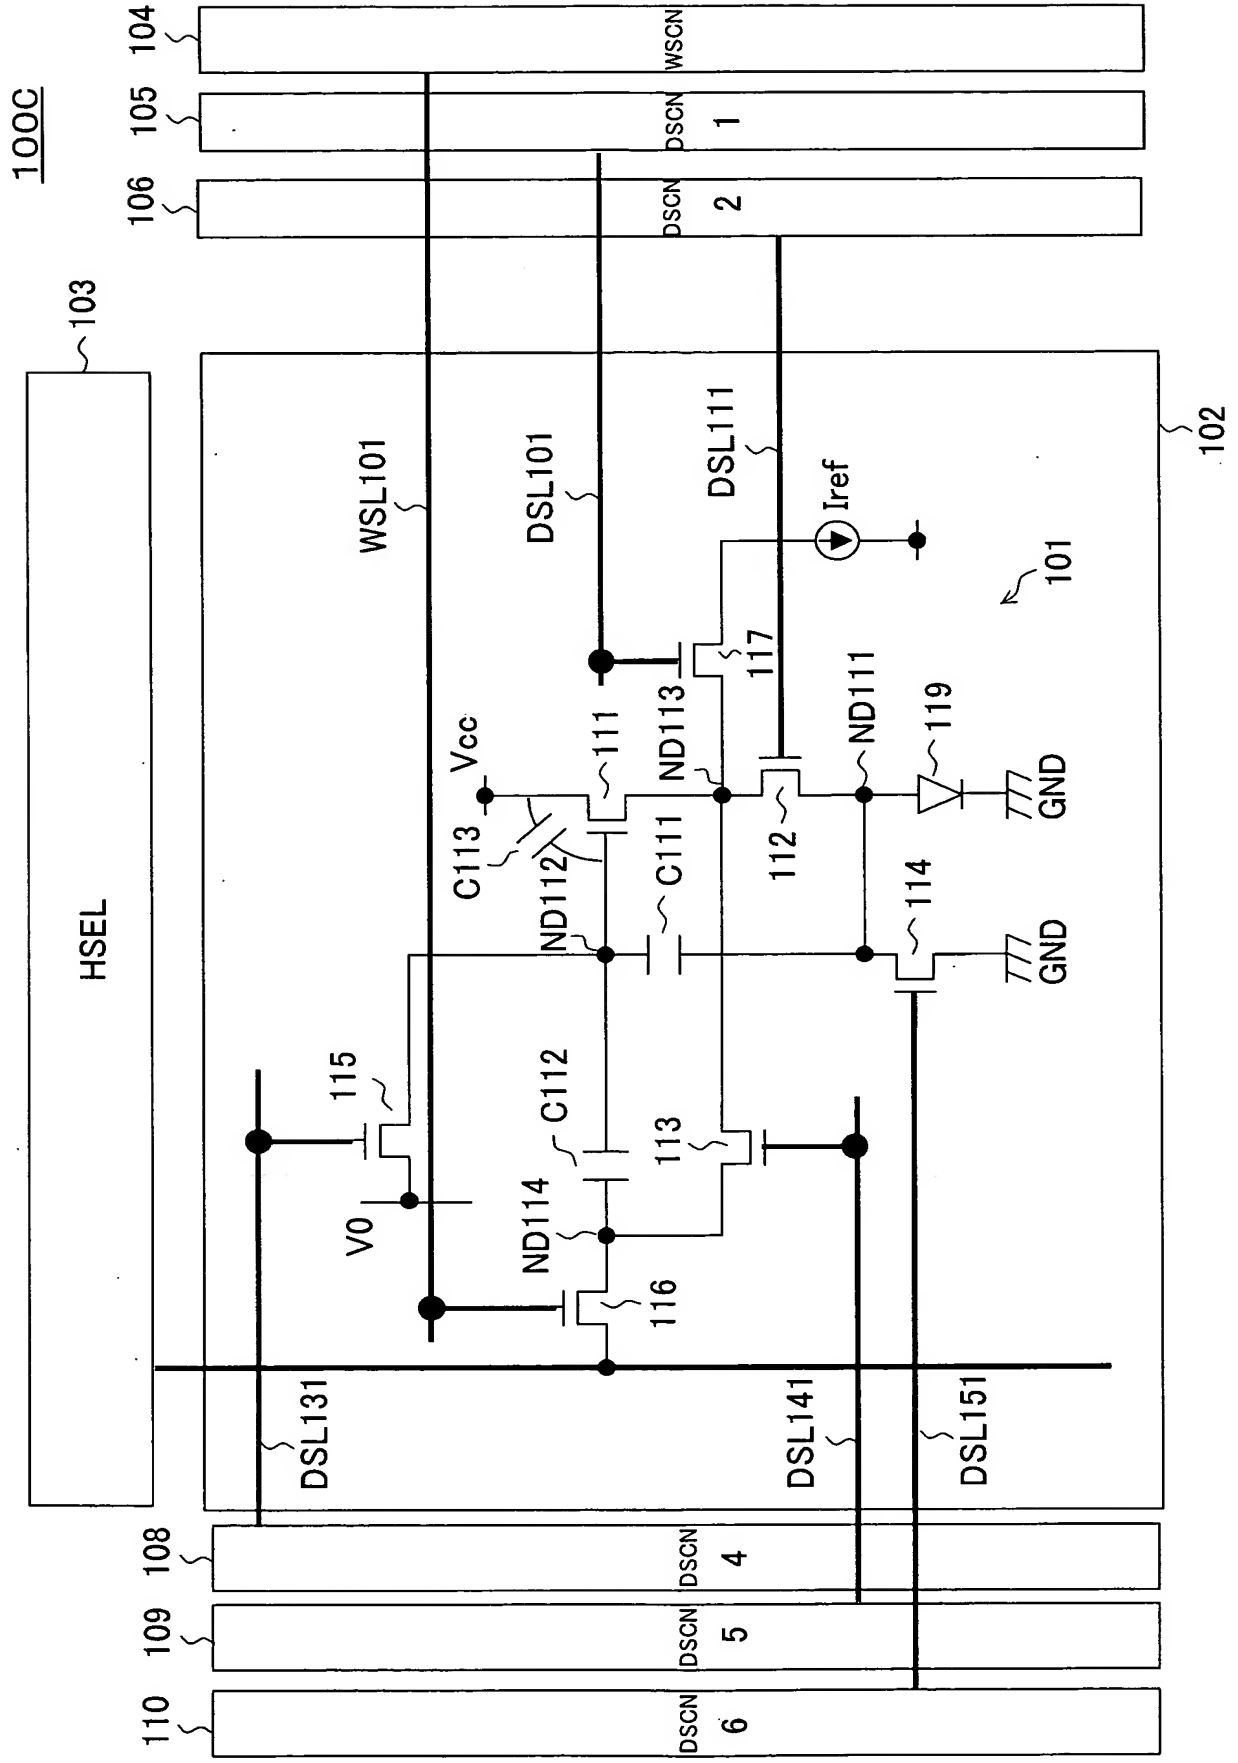 100C
103
HSEL
110
109
108
106
105
104
DSCN
6
DSCN
5
DSCN
4
DSCN
2
DSCN
1
WSCN
DSL131
115
V0
WSL101
Vcc
C113
DSL101
ND114
C112
ND112
111
116
C111
ND113
DSL111
113
117
112
Iref
DSL141
ND111
114
119
DSL151
GND
GND
101
102